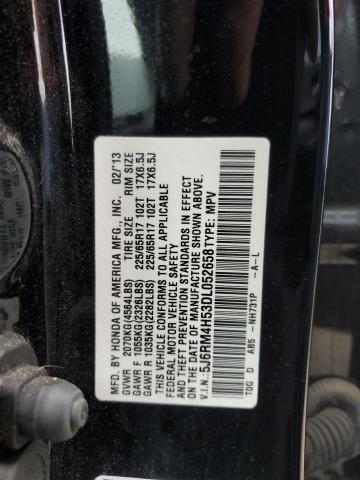 MFD. BY HONDA OF AMERICA MFG., INC. 02/13
GVWR 2070KG(4564LBS) TIRE SIZE RIM SIZE
GAWR F 1055KG(2326LBS) 225/65R17 102T 17X6.5J
GAWR R 1035KG(2282LBS) 225/65R17 102T 17X6.5J
THIS VEHICLE CONFORMS TO ALL APPLICABLE
FEDERAL MOTOR VEHICLE SAFETY AND
THEFT PREVENTION STANDARDS IN EFFECT
ON THE DATE OF MANUFACTURE SHOWN ABOVE.
V.I.N.: 5J6RM4H53DL052658 TYPE: MPV
TOG D AB5 - NH731P -A-L